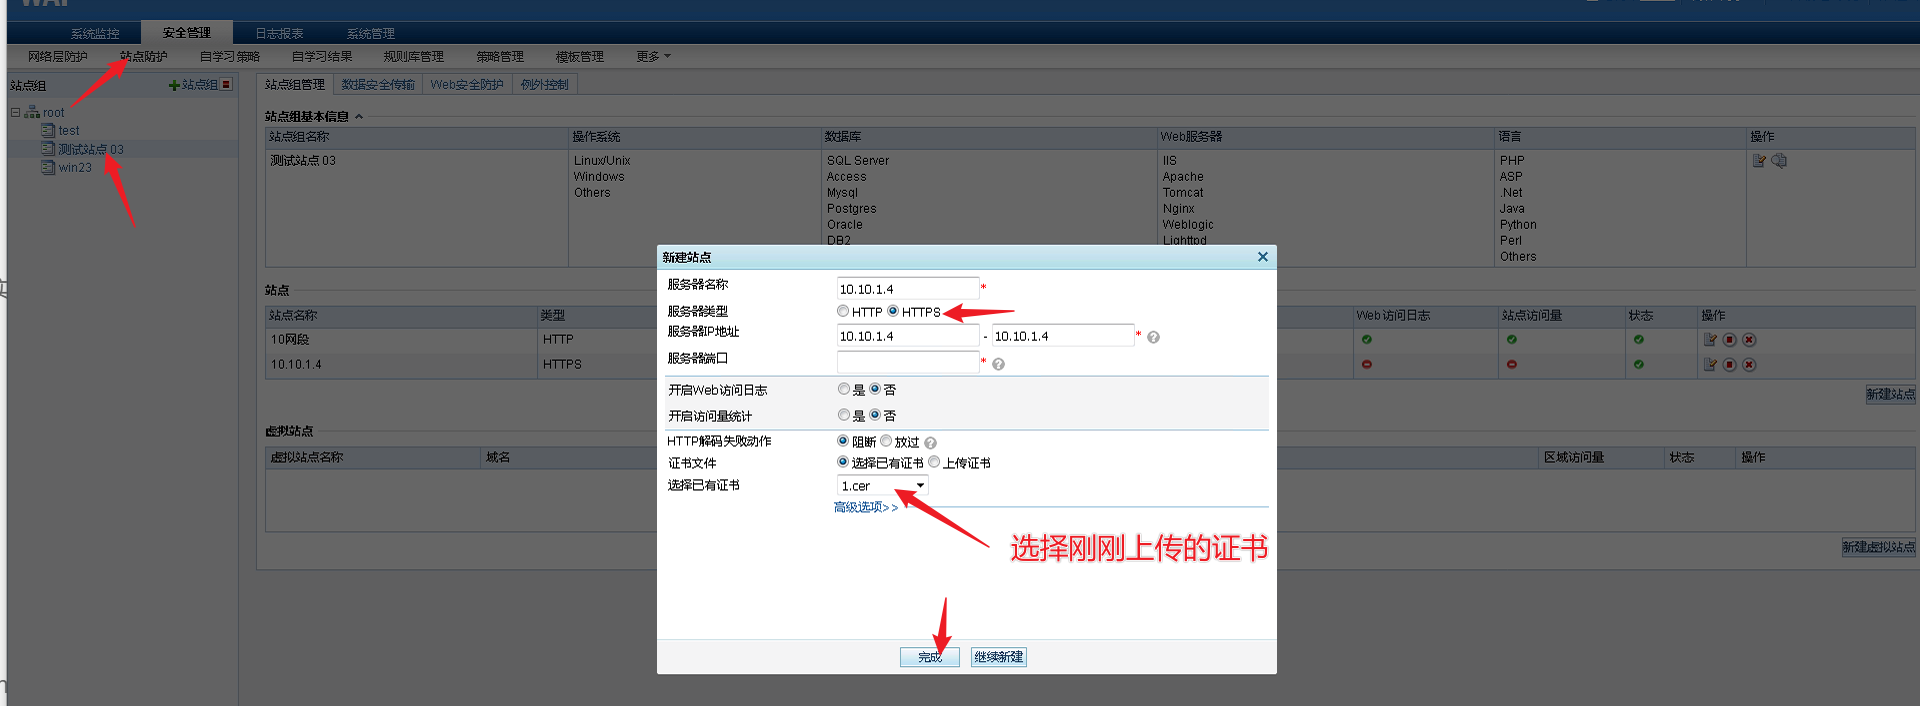 WAF
系统监控 安全管理 日志报表 系统管理
网络层防护 站点防护 自学习策略 自学习结果 规则库管理 策略管理 模板管理 更多
站点组 站点组
root
test
测试站点 03
win23
站点组管理 数据安全传输 Web安全防护 例外控制
站点组基本信息
站点组名称 操作系统 数据库 Web服务器 语言 操作
测试站点 03 Linux/Unix SQL Server IIS PHP
Windows Access Apache ASP
Others Mysql Tomcat .Net
Postgres Nginx Java
Oracle Weblogic Python
DB2 Lighttpd Perl
Others
站点
站点名称 类型 Web访问日志 站点访问量 状态 操作
10网段 HTTP
10.10.1.4 HTTPS
新建站点
虚拟站点
虚拟站点名称 域名 区域访问量 状态 操作
新建虚拟站点
新建站点
服务器名称 10.10.1.4 *
服务器类型 HTTP HTTPS
服务器IP地址 10.10.1.4 - 10.10.1.4 * ?
服务器端口 * ?
开启Web访问日志 是 否
开启访问量统计 是 否
HTTP解码失败动作 阻断 放过 ?
证书文件 选择已有证书 上传证书
选择已有证书 1.cer
高级选项>>
选择刚刚上传的证书
完成 继续新建